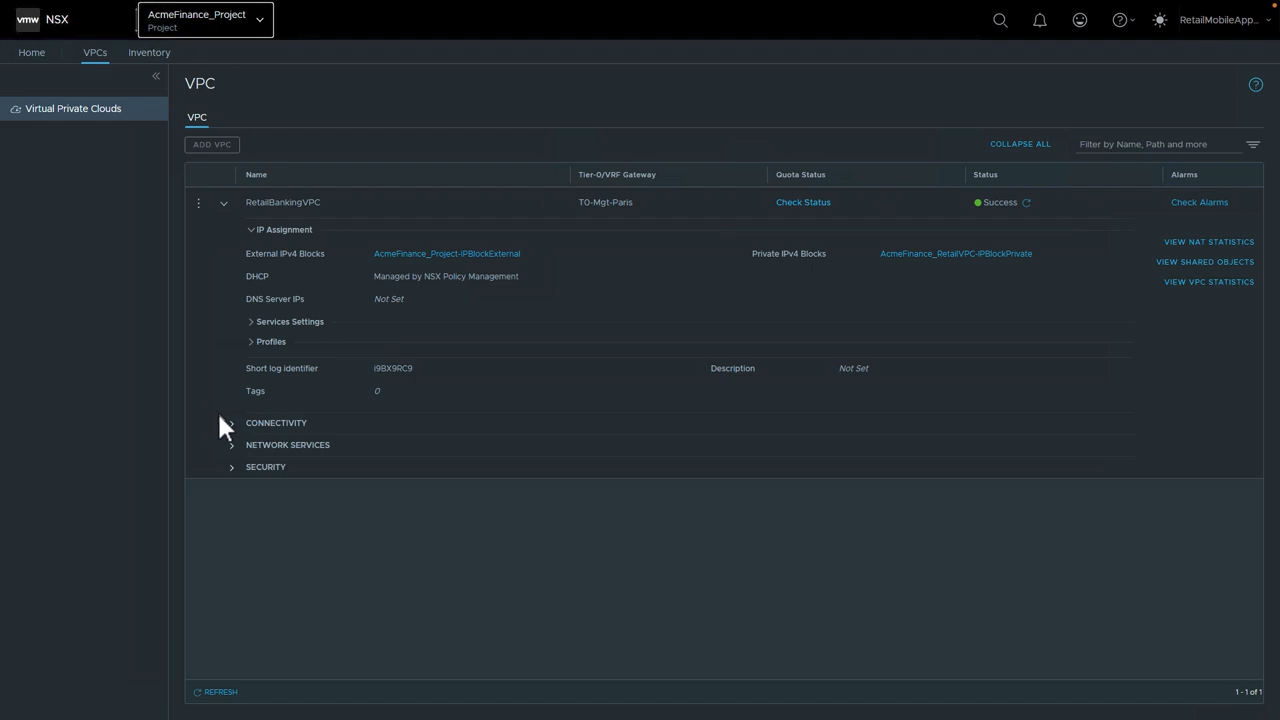 vmw NSX
AcmeFinance_Project
Project
RetailMobileApp...
Home VPCs Inventory
Virtual Private Clouds
VPC
VPC
ADD VPC
COLLAPSE ALL
Filter by Name, Path and more
Name Tier-0/VRF Gateway Quota Status Status Alarms
RetailBankingVPC T0-Mgt-Paris Check Status Success Check Alarms
IP Assignment
VIEW NAT STATISTICS
External IPv4 Blocks AcmeFinance_Project-IPBlockExternal Private IPv4 Blocks AcmeFinance_RetailVPC-IPBlockPrivate
VIEW SHARED OBJECTS
DHCP Managed by NSX Policy Management
VIEW VPC STATISTICS
DNS Server IPs Not Set
Services Settings
Profiles
Short log identifier i9BX9RC9 Description Not Set
Tags 0
CONNECTIVITY
NETWORK SERVICES
SECURITY
REFRESH
1 - 1 of 1